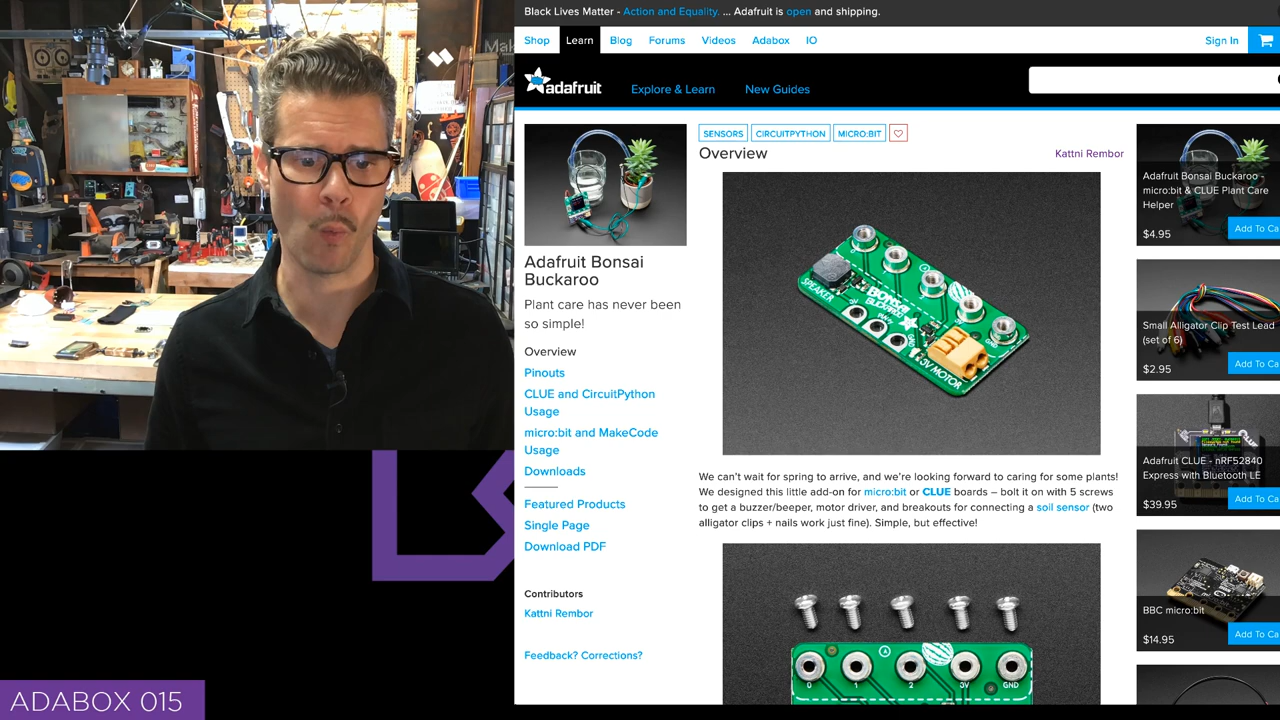 Black Lives Matter - Action and Equality. ... Adafruit is open and shipping.
Shop Learn Blog Forums Videos Adabox IO Sign In
adafruit Explore & Learn New Guides
Adafruit Bonsai
Buckaroo
Plant care has never been
so simple!
Overview
Pinouts
CLUE and CircuitPython
Usage
micro:bit and MakeCode
Usage
Downloads
Featured Products
Single Page
Download PDF
Contributors
Kattni Rembor
Feedback? Corrections?
SENSORS CIRCUITPYTHON MICRO:BIT
Overview Kattni Rembor
SPEAKER
3V
GND
BONSAI
BUCKAROO
GND
3V MOTOR
We can't wait for spring to arrive, and we're looking forward to caring for some plants!
We designed this little add-on for micro:bit or CLUE boards – bolt it on with 5 screws
to get a buzzer/beeper, motor driver, and breakouts for connecting a soil sensor (two
alligator clips + nails work just fine). Simple, but effective!
0 1 2 3V GND
Adafruit Bonsai Buckaroo
micro:bit & CLUE Plant Care
Helper
$4.95 Add To Ca
Small Alligator Clip Test Lead
(set of 6)
$2.95 Add To Ca
Adafruit CLUE - nRF52840
Express with Bluetooth LE
$39.95 Add To Ca
BBC micro:bit
$14.95 Add To Ca
ADABOX 015